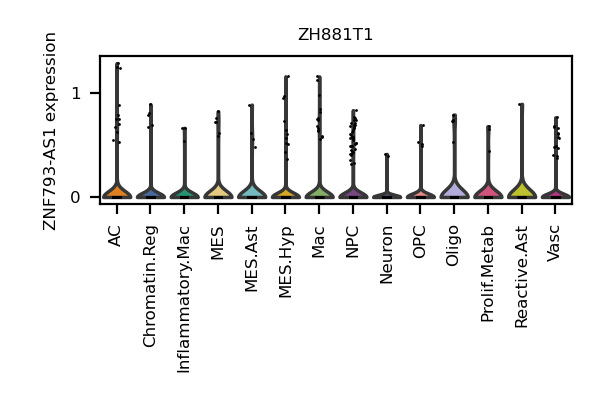 ZH881T1
ZNF793-AS1 expression
1
0
AC
Chromatin.Reg
Inflammatory.Mac
MES
MES.Ast
MES.Hyp
Mac
NPC
Neuron
OPC
Oligo
Prolif.Metab
Reactive.Ast
Vasc